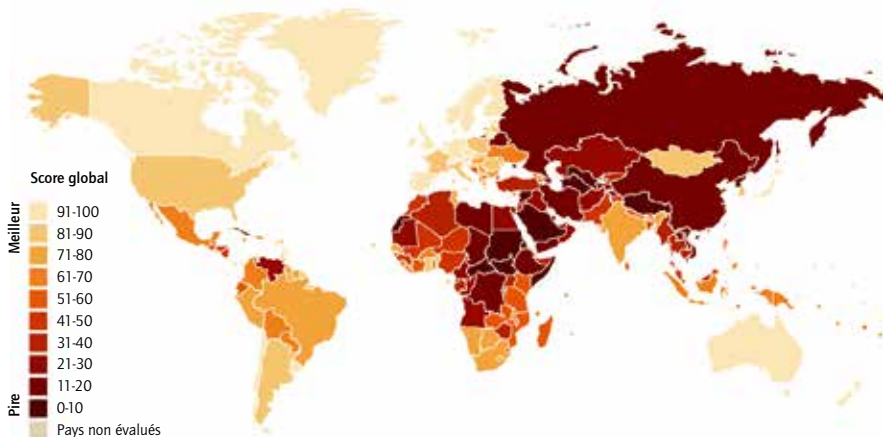 Score global
Meilleur
91-100
81-90
71-80
61-70
51-60
41-50
31-40
21-30
11-20
0-10
Pire
Pays non évalués